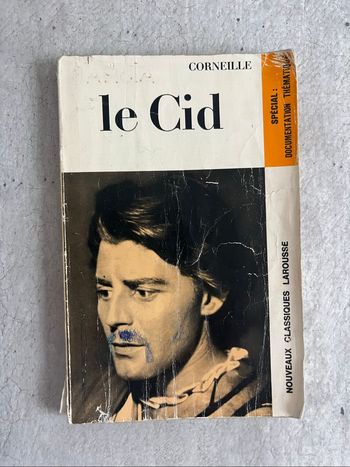 CORNEILLE
le Cid
SPÉCIAL :
DOCUMENTATION THÉMATIQUE
NOUVEAUX CLASSIQUES LAROUSSE